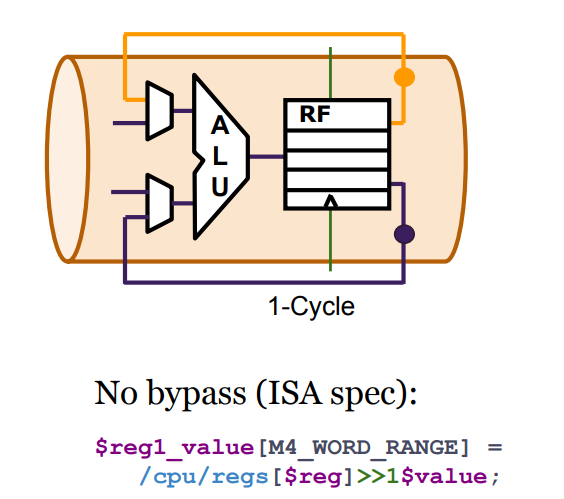 RF
A
L
U
1-Cycle
No bypass (ISA spec):
$reg1_value[M4_WORD_RANGE] =
/cpu/regs[$reg]>>1$value;